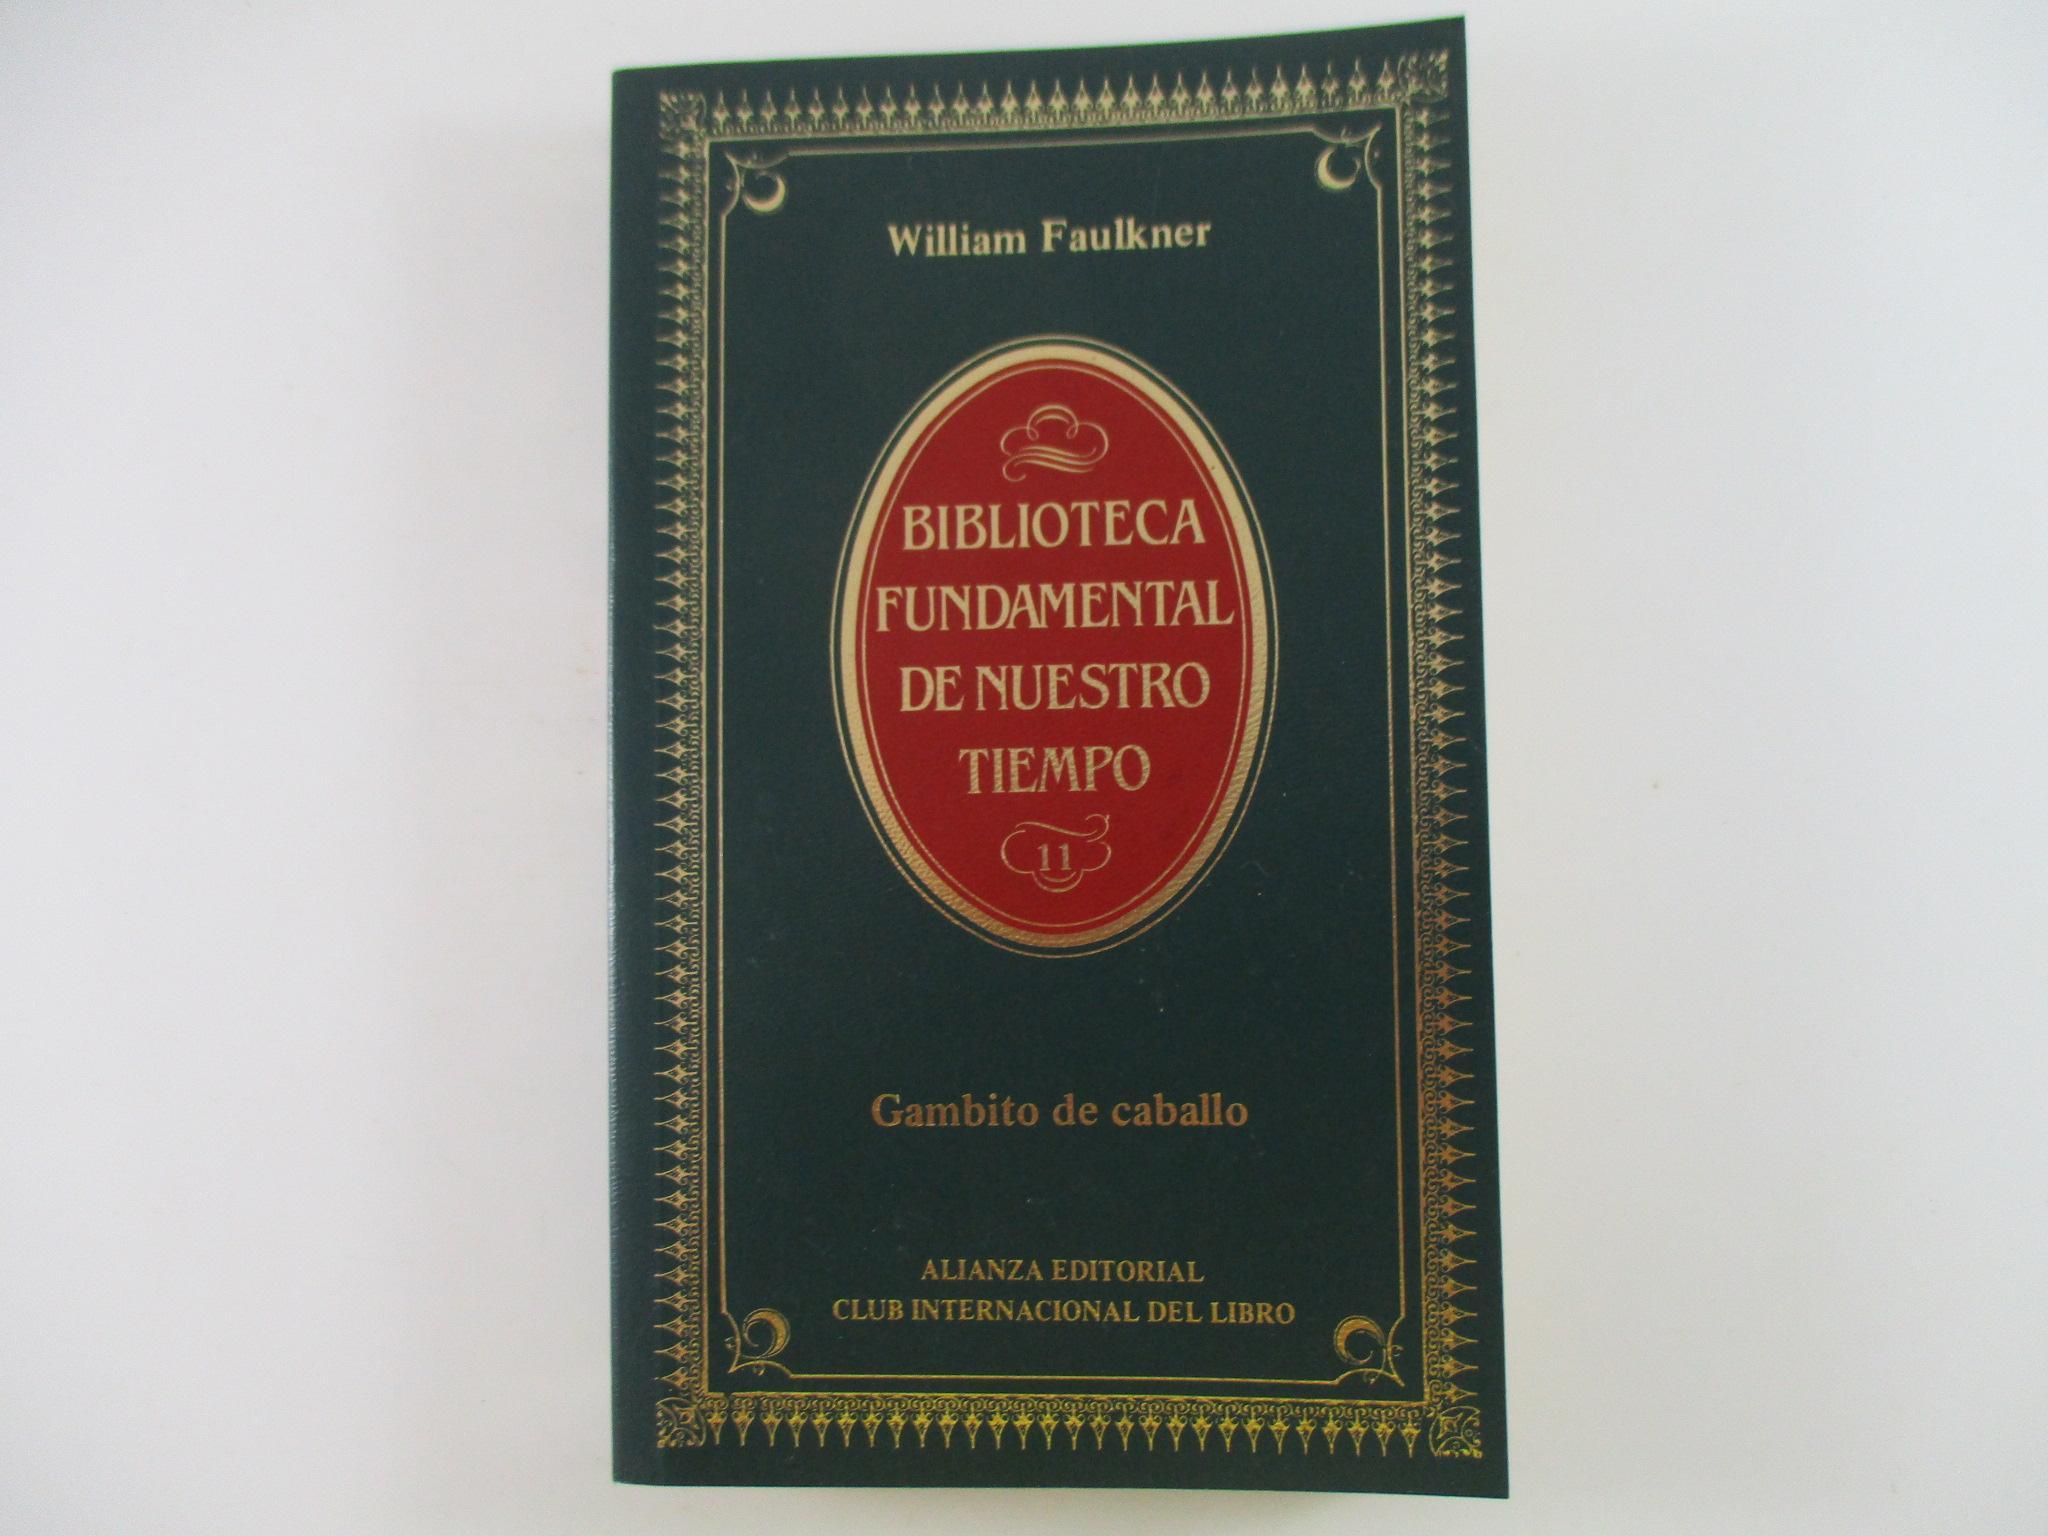 William Faulkner
BIBLIOTECA
FUNDAMENTAL
DE NUESTRO
TIEMPO
11
Gambito de caballo
ALIANZA EDITORIAL
CLUB INTERNACIONAL DEL LIBRO